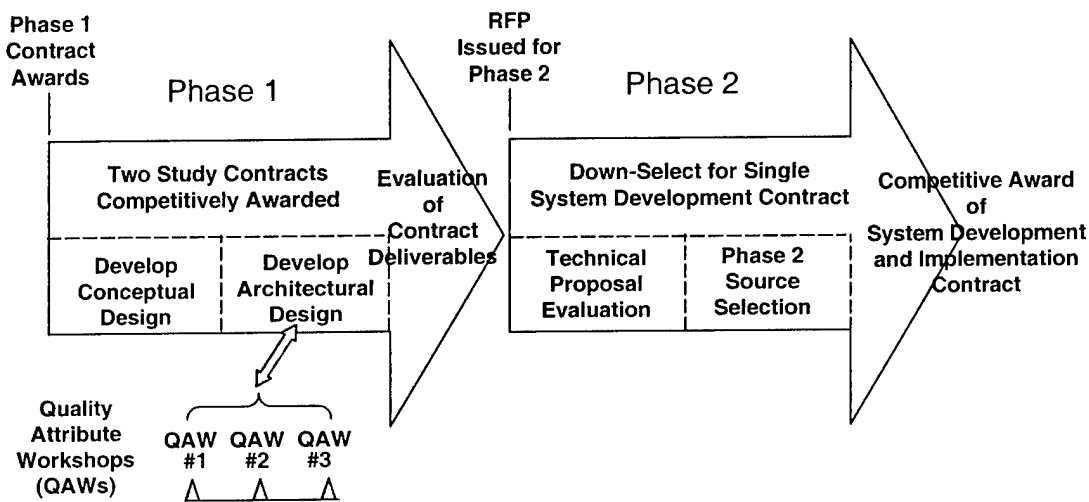 Phase 1
Contract
Awards
Phase 1
RFP
Issued for
Phase 2
Phase 2
Two Study Contracts
Competitively Awarded
Evaluation
of
Contract
Deliverables
Develop
Conceptual
Design
Develop
Architectural
Design
Down-Select for Single
System Development Contract
Technical
Proposal
Evaluation
Phase 2
Source
Selection
Competitive Award
of
System Development
and Implementation
Contract
Quality
Attribute
Workshops
(QAWs)
QAW
#1
QAW
#2
QAW
#3